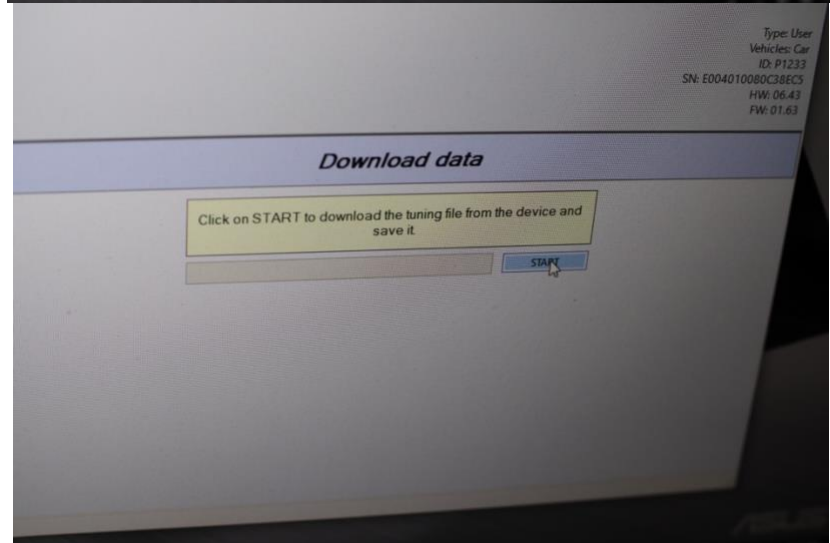 Type: User
Vehicles: Car
ID: P1233
SN: E004010080C38EC5
HW: 06.43
FW: 01.63
Download data
Click on START to download the tuning file from the device and
save it
START
ASUS